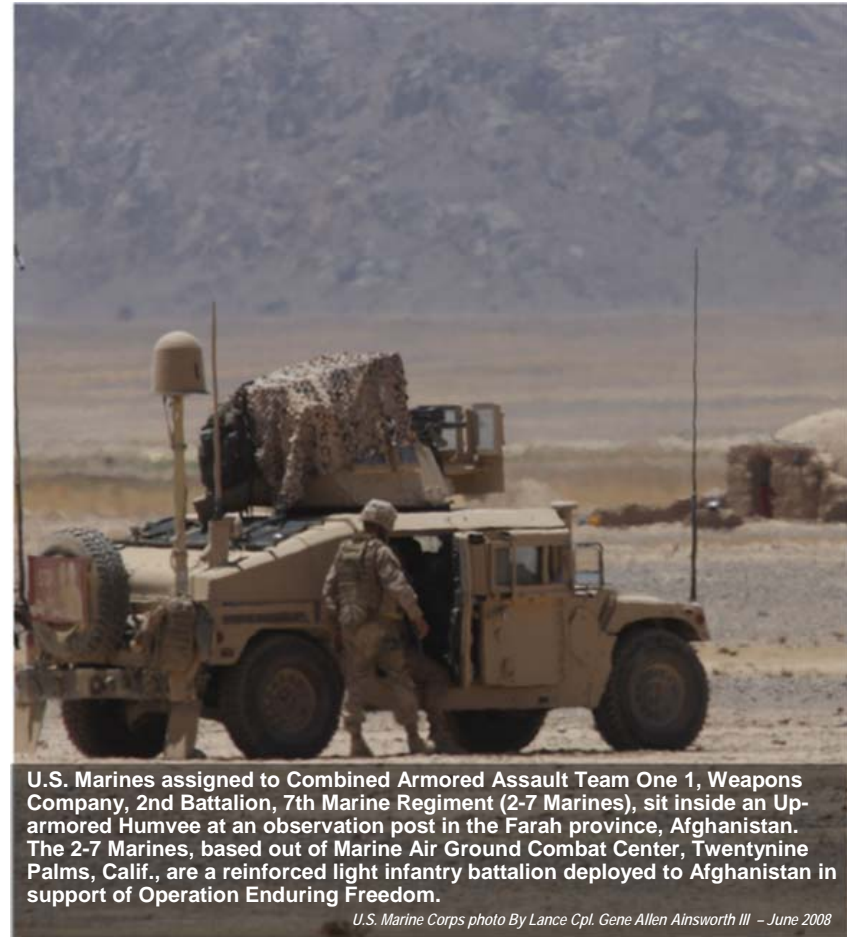 U.S. Marines assigned to Combined Armored Assault Team One 1, Weapons
Company, 2nd Battalion, 7th Marine Regiment (2-7 Marines), sit inside an Up-
armored Humvee at an observation post in the Farah province, Afghanistan.
The 2-7 Marines, based out of Marine Air Ground Combat Center, Twentynine
Palms, Calif., are a reinforced light infantry battalion deployed to Afghanistan in
support of Operation Enduring Freedom.
U.S. Marine Corps photo By Lance Cpl. Gene Allen Ainsworth III – June 2008